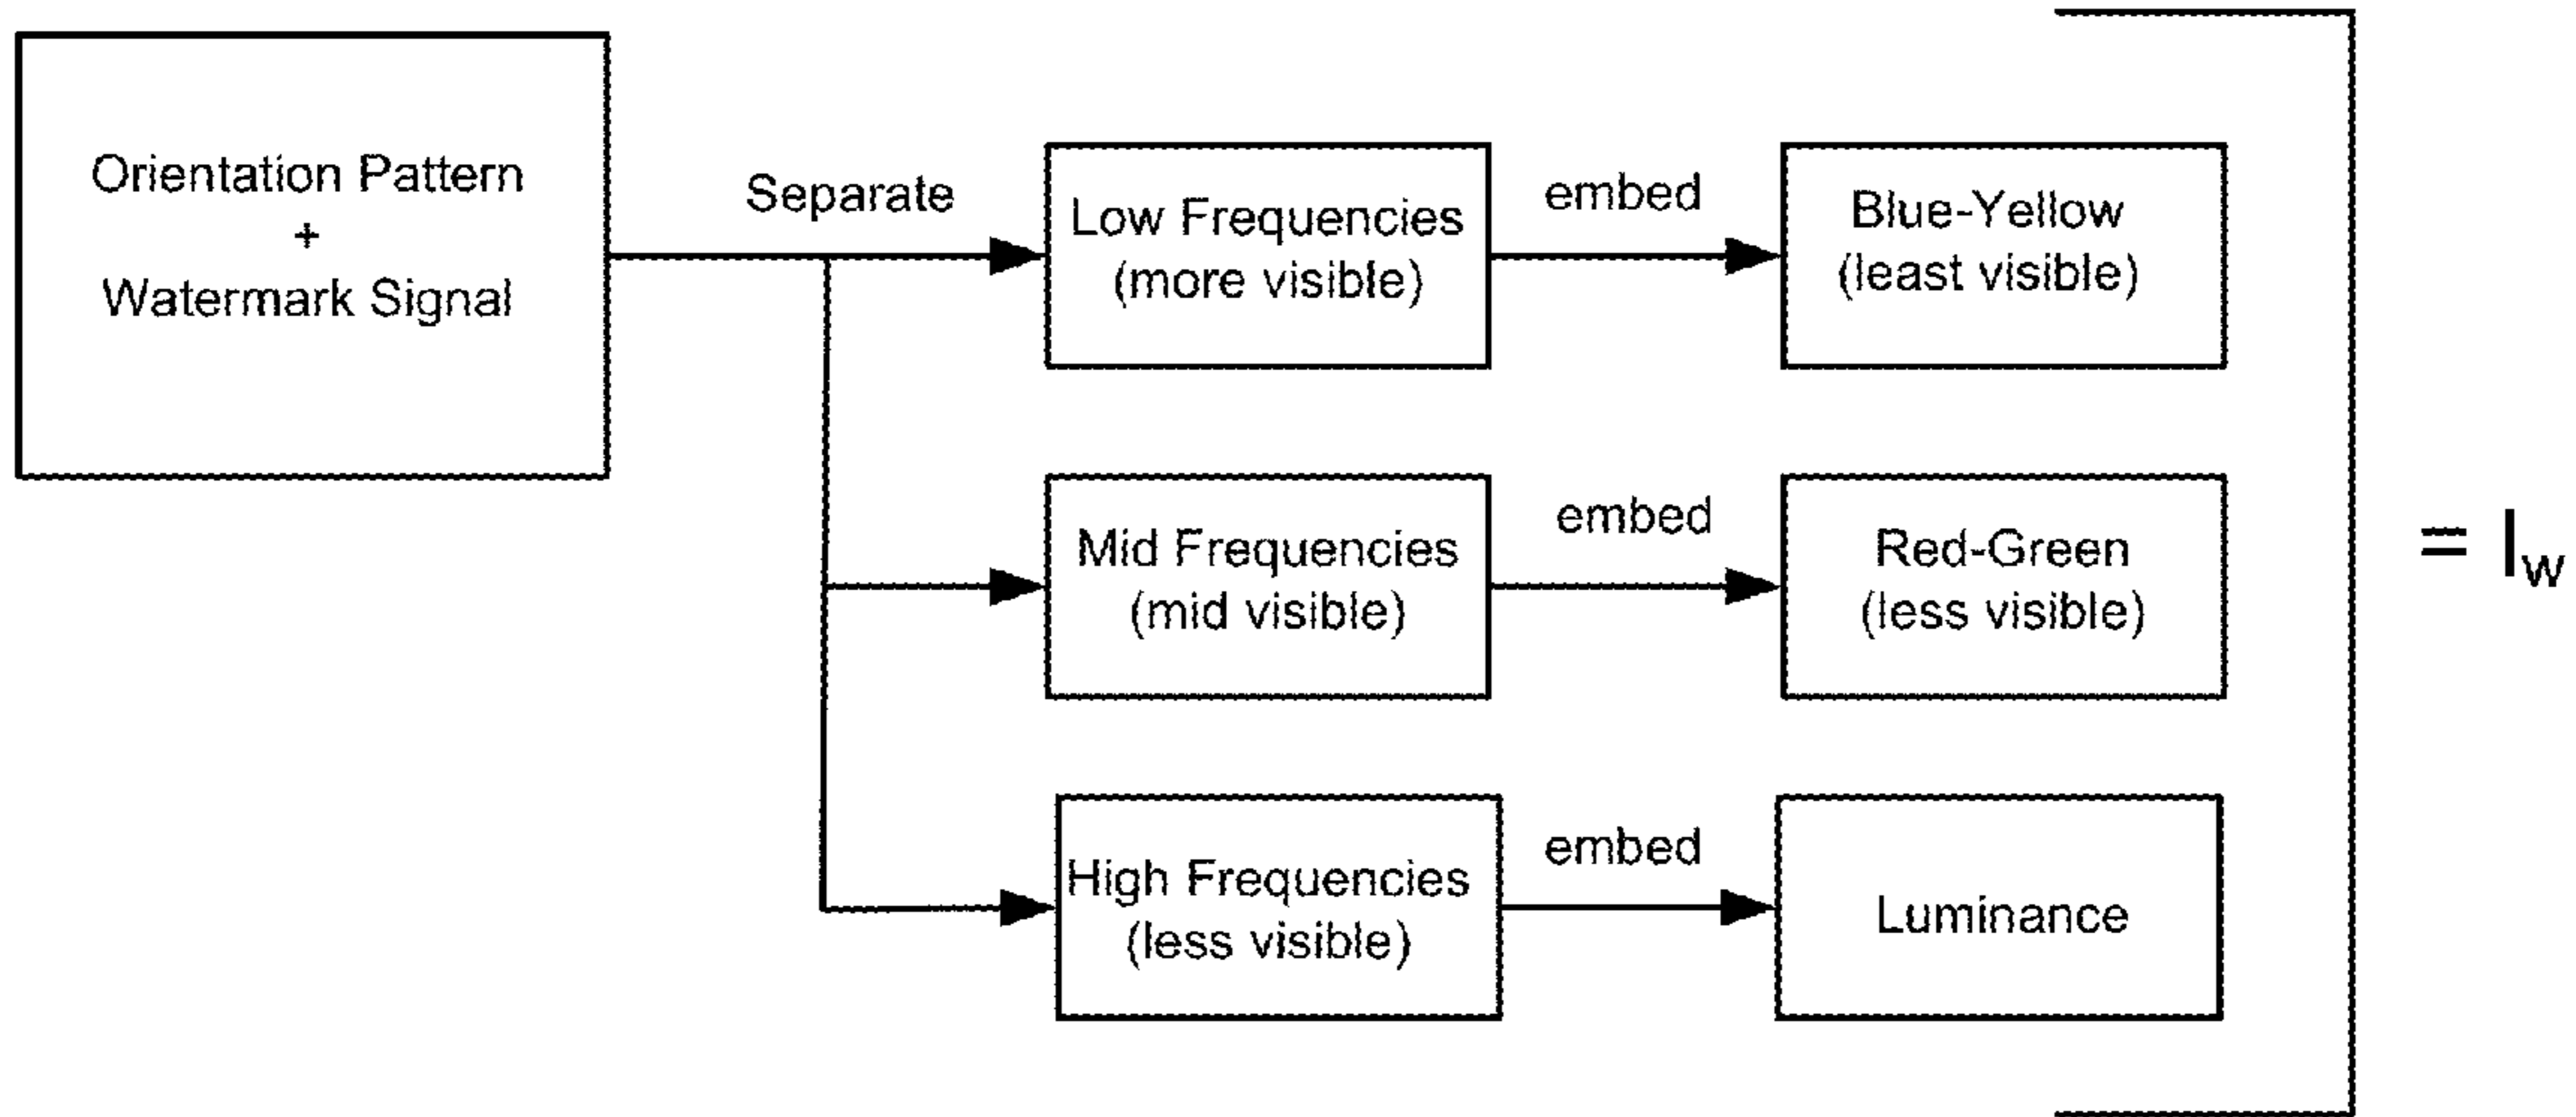 Orientation Pattern
+
Watermark Signal
Separate
Low Frequencies
(more visible)
embed
Blue-Yellow
(least visible)
Mid Frequencies
(mid visible)
embed
Red-Green
(less visible)
= Iw
High Frequencies
(less visible)
embed
Luminance